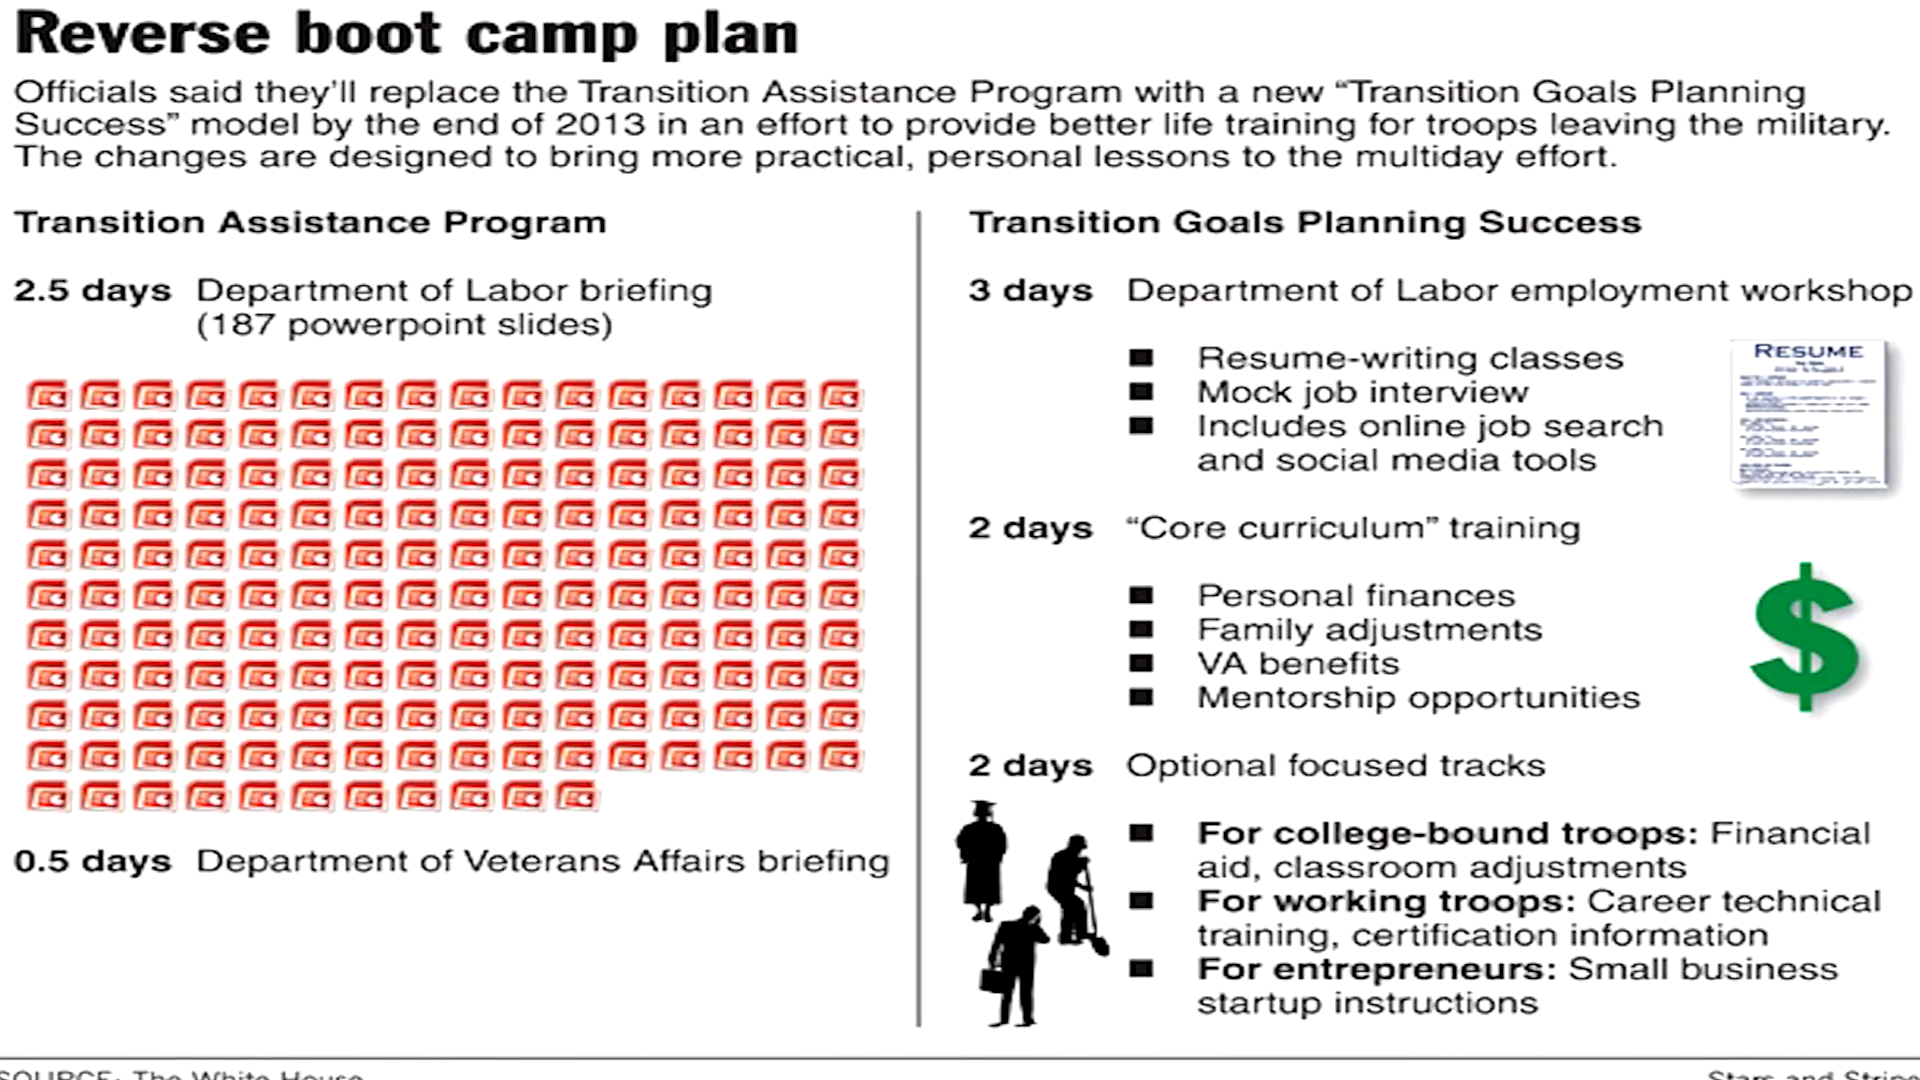 Reverse boot camp plan
Officials said they'll replace the Transition Assistance Program with a new “Transition Goals Planning
Success” model by the end of 2013 in an effort to provide better life training for troops leaving the military.
The changes are designed to bring more practical, personal lessons to the multiday effort.
Transition Assistance Program
2.5 days Department of Labor briefing
(187 powerpoint slides)
0.5 days Department of Veterans Affairs briefing
Transition Goals Planning Success
3 days Department of Labor employment workshop
■ Resume-writing classes
■ Mock job interview
■ Includes online job search
and social media tools
RESUME
2 days “Core curriculum” training
■ Personal finances
■ Family adjustments
■ VA benefits
■ Mentorship opportunities
$
2 days Optional focused tracks
■ For college-bound troops: Financial
aid, classroom adjustments
■ For working troops: Career technical
training, certification information
■ For entrepreneurs: Small business
startup instructions
SOURCE: The White House
Stars and Stripe